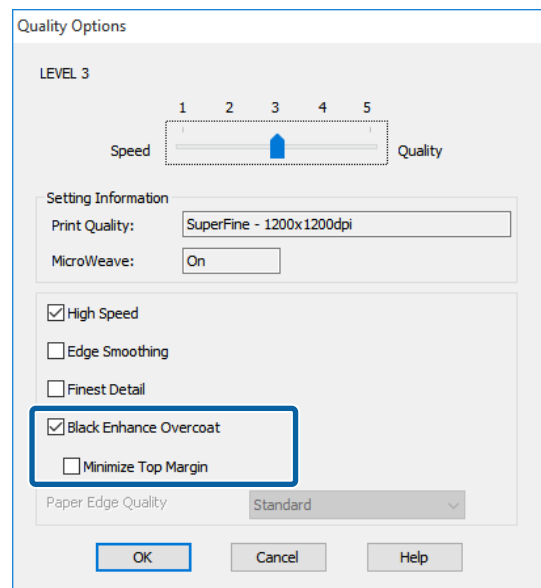 Quality Options
LEVEL 3
1 2 3 4 5
Speed Quality
Setting Information
Print Quality: SuperFine - 1200x1200dpi
MicroWeave: On
High Speed
Edge Smoothing
Finest Detail
Black Enhance Overcoat
Minimize Top Margin
Paper Edge Quality Standard
OK Cancel Help